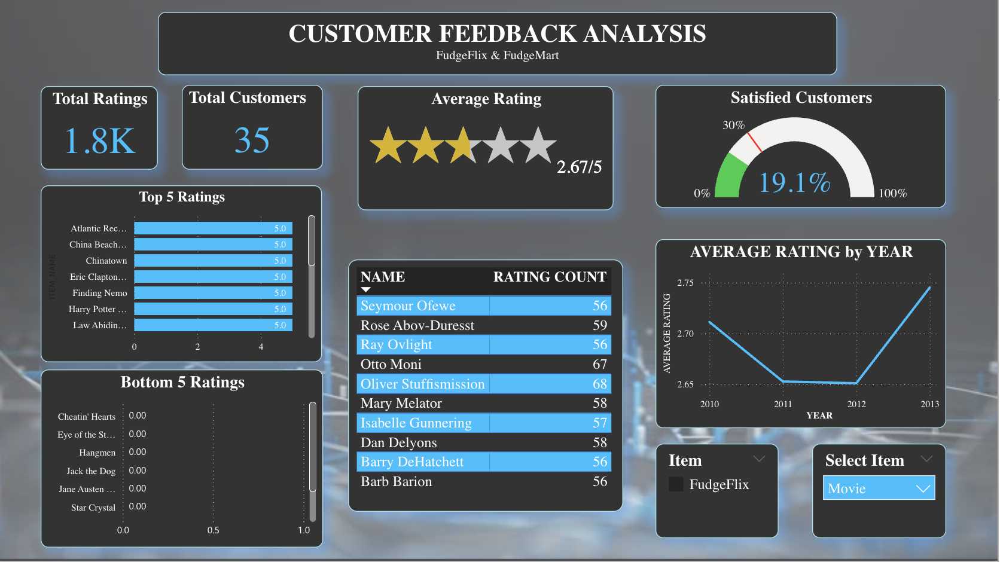 CUSTOMER FEEDBACK ANALYSIS
FudgeFlix & FudgeMart
Total Ratings
1.8K
Total Customers
35
Average Rating
2.67/5
Satisfied Customers
30%
0%
19.1%
100%
Top 5 Ratings
ITEM_NAME
Atlantic Rec… 5.0
China Beach… 5.0
Chinatown 5.0
Eric Clapton… 5.0
Finding Nemo 5.0
Harry Potter … 5.0
Law Abidin… 5.0
0 2 4
Bottom 5 Ratings
Cheatin' Hearts 0.00
Eye of the St… 0.00
Hangmen 0.00
Jack the Dog 0.00
Jane Austen … 0.00
Star Crystal 0.00
0.0 0.5 1.0
NAME RATING COUNT
Seymour Ofewe 56
Rose Abov-Duresst 59
Ray Ovlight 56
Otto Moni 67
Oliver Stuffismission 68
Mary Melator 58
Isabelle Gunnering 57
Dan Delyons 58
Barry DeHatchett 56
Barb Barion 56
AVERAGE RATING by YEAR
AVERAGE RATING
2.75
2.70
2.65
2010 2011 2012 2013
YEAR
Item
FudgeFlix
Select Item
Movie